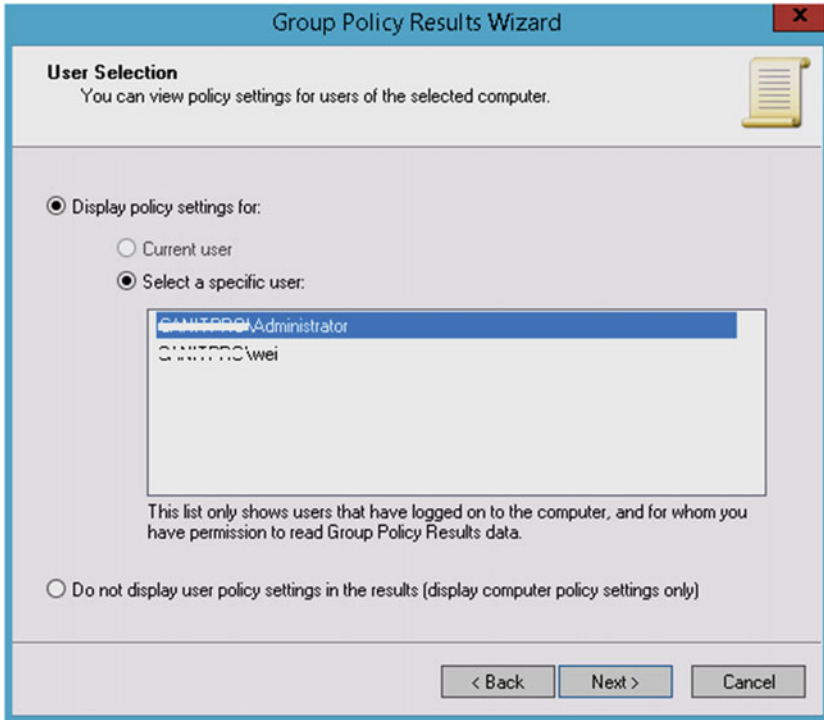 Group Policy Results Wizard
x
User Selection
You can view policy settings for users of the selected computer.
Display policy settings for:
Current user
Select a specific user:
\Administrator
\wei
This list only shows users that have logged on to the computer, and for whom you
have permission to read Group Policy Results data.
Do not display user policy settings in the results (display computer policy settings only)
< Back
Next >
Cancel